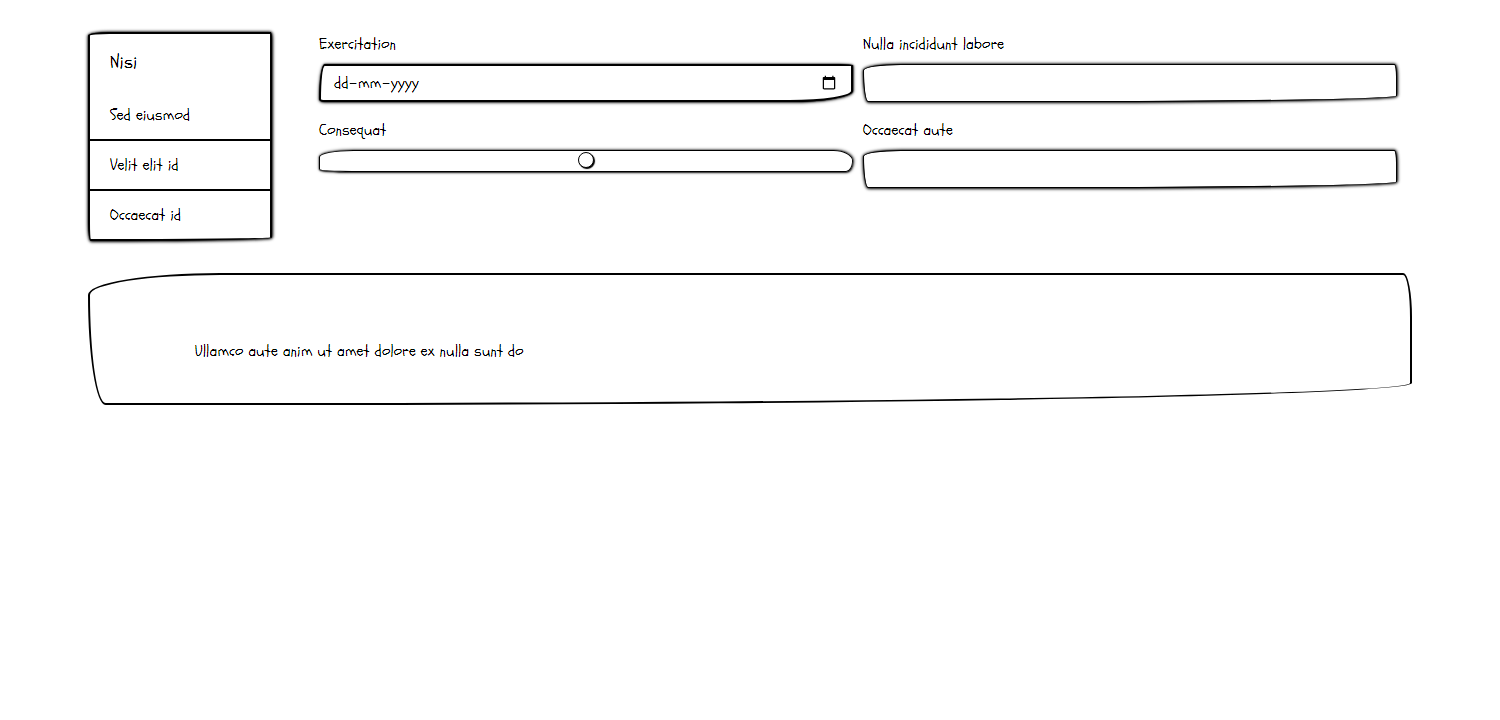 Nisi
Sed eiusmod
Velit elit id
Occaecat id
Exercitation
dd-mm-yyyy
Nulla incididunt labore
Consequat
Occaecat aute
Ullamco aute anim ut amet dolore ex nulla sunt do